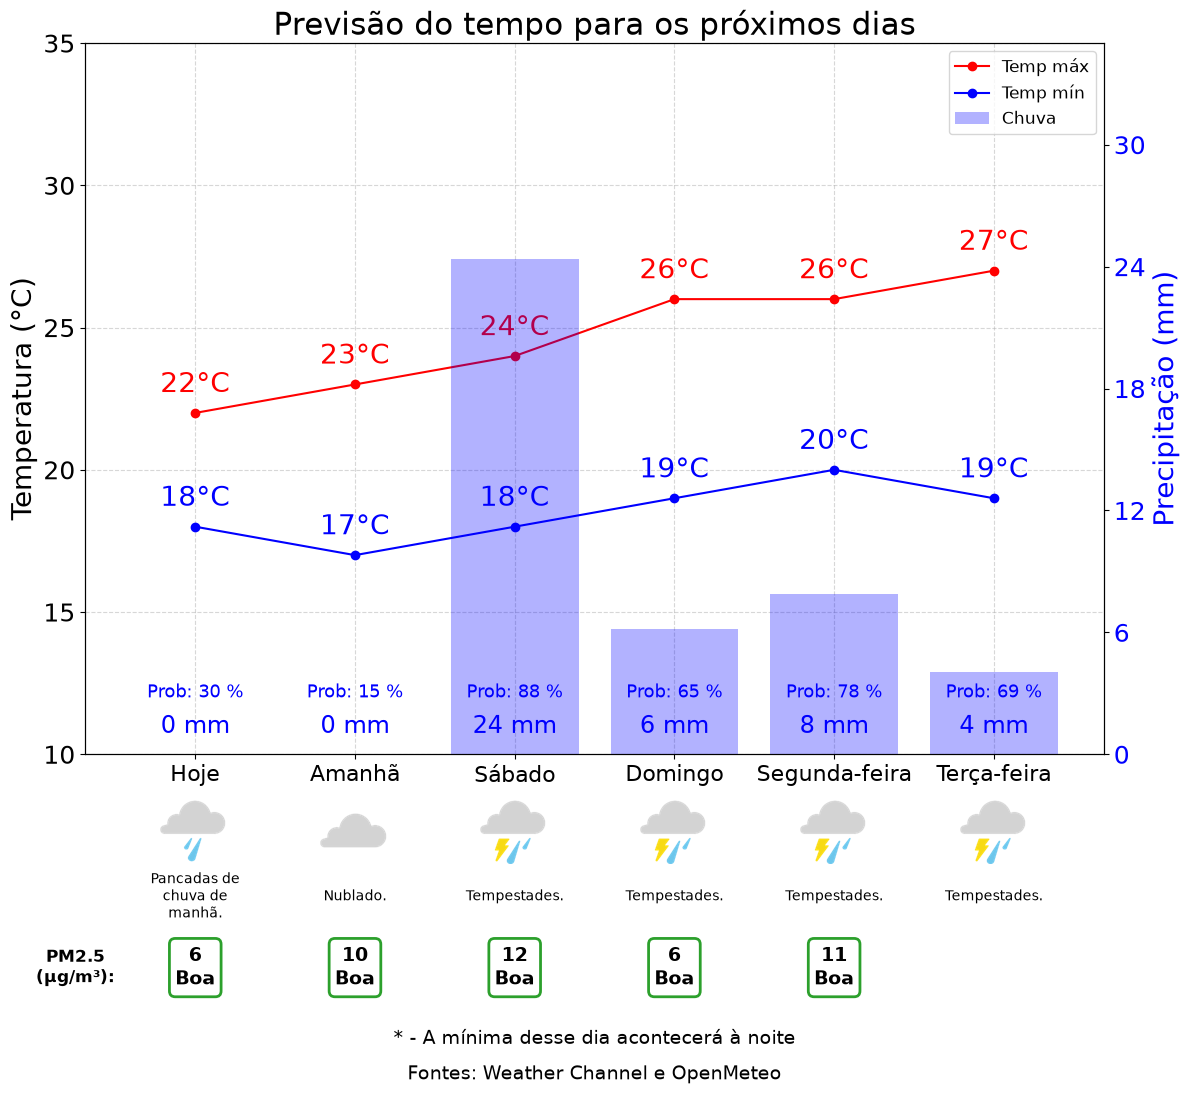 Previsão do tempo para os próximos dias
Temp máx
Temp mín
Chuva
Temperatura (°C)
35
30
25
20
15
10
Precipitação (mm)
30
24
18
12
6
0
22°C
23°C
24°C
26°C
26°C
27°C
18°C
17°C
18°C
19°C
20°C
19°C
Prob: 30 %
Prob: 15 %
Prob: 88 %
Prob: 65 %
Prob: 78 %
Prob: 69 %
0 mm
0 mm
24 mm
6 mm
8 mm
4 mm
Hoje
Amanhã
Sábado
Domingo
Segunda-feira
Terça-feira
Pancadas de
chuva de
manhã.
Nublado.
Tempestades.
Tempestades.
Tempestades.
Tempestades.
PM2.5
(µg/m³):
6
Boa
10
Boa
12
Boa
6
Boa
11
Boa
* - A mínima desse dia acontecerá à noite
Fontes: Weather Channel e OpenMeteo